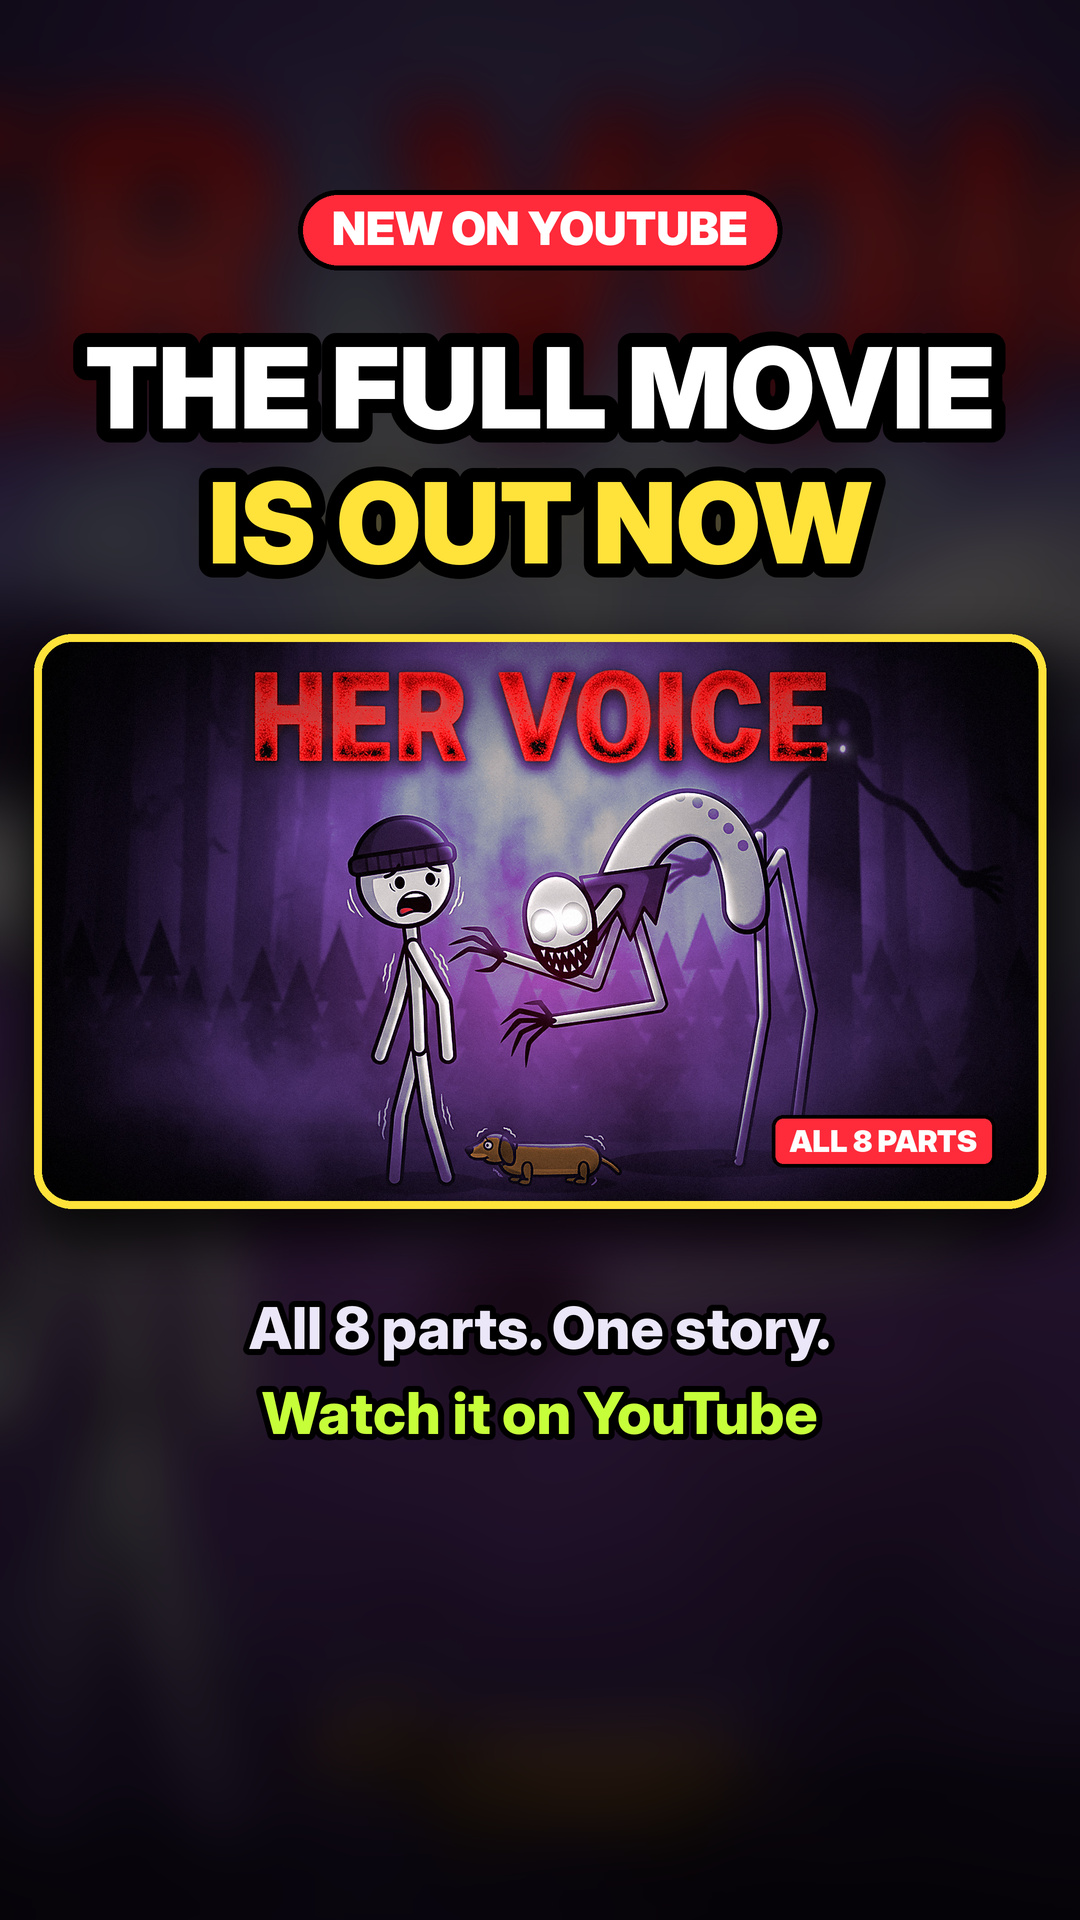 NEW ON YOUTUBE
THE FULL MOVIE
IS OUT NOW
HER VOICE
ALL 8 PARTS
All 8 parts. One story.
Watch it on YouTube